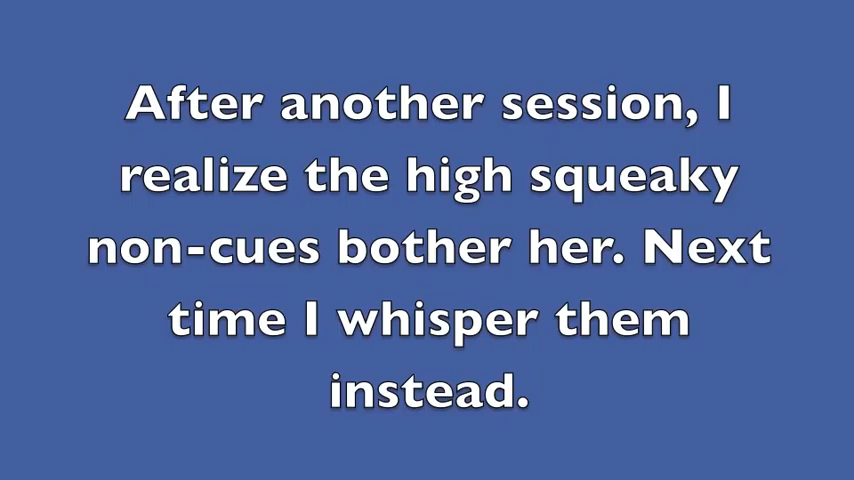 After another session, I
realize the high squeaky
non-cues bother her. Next
time I whisper them
instead.